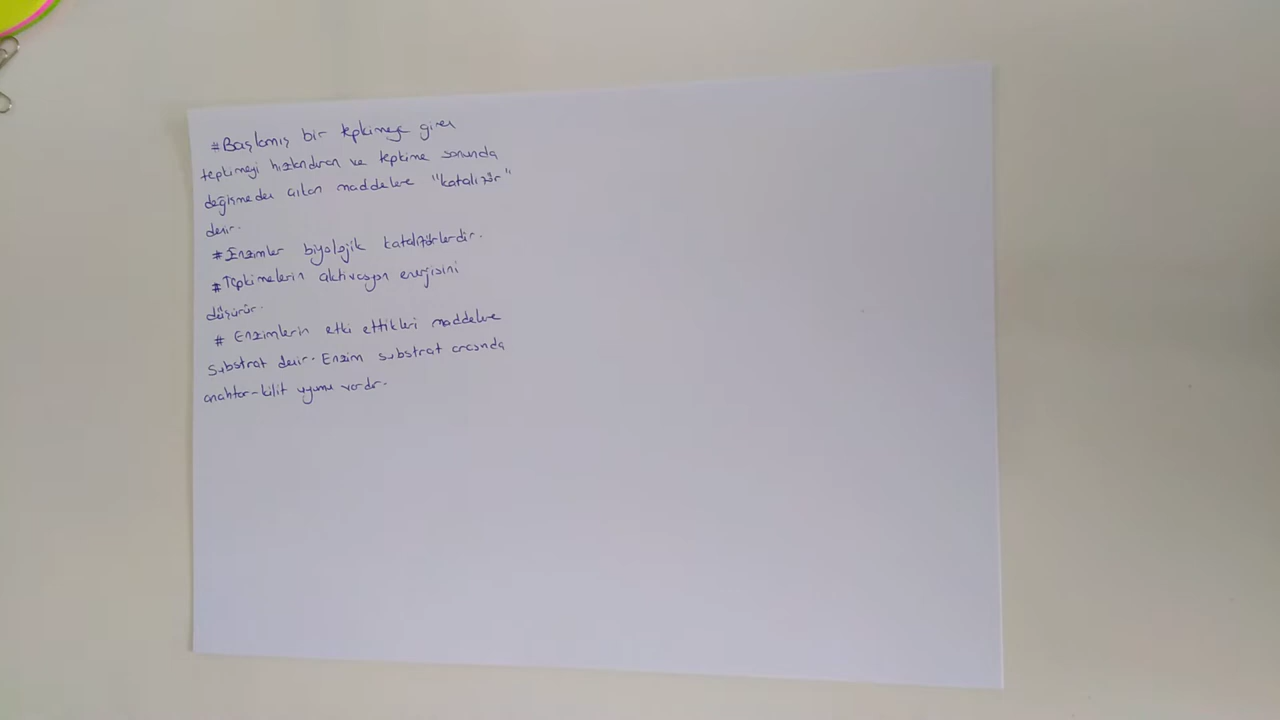 #Başlamış bir tepkimeye giren
tepkimeyi hızlandıran ve tepkime sonunda
değişmeden çıkan maddelere "katalizör"
denir.
#Enzimler biyolojik katalizörlerdir.
#Tepkimelerin aktivasyon enerjisini
düşürür.
# Enzimlerin etki ettikleri maddelere
substrat denir. Enzim substrat arasında
anahtar-kilit uyumu vardır.